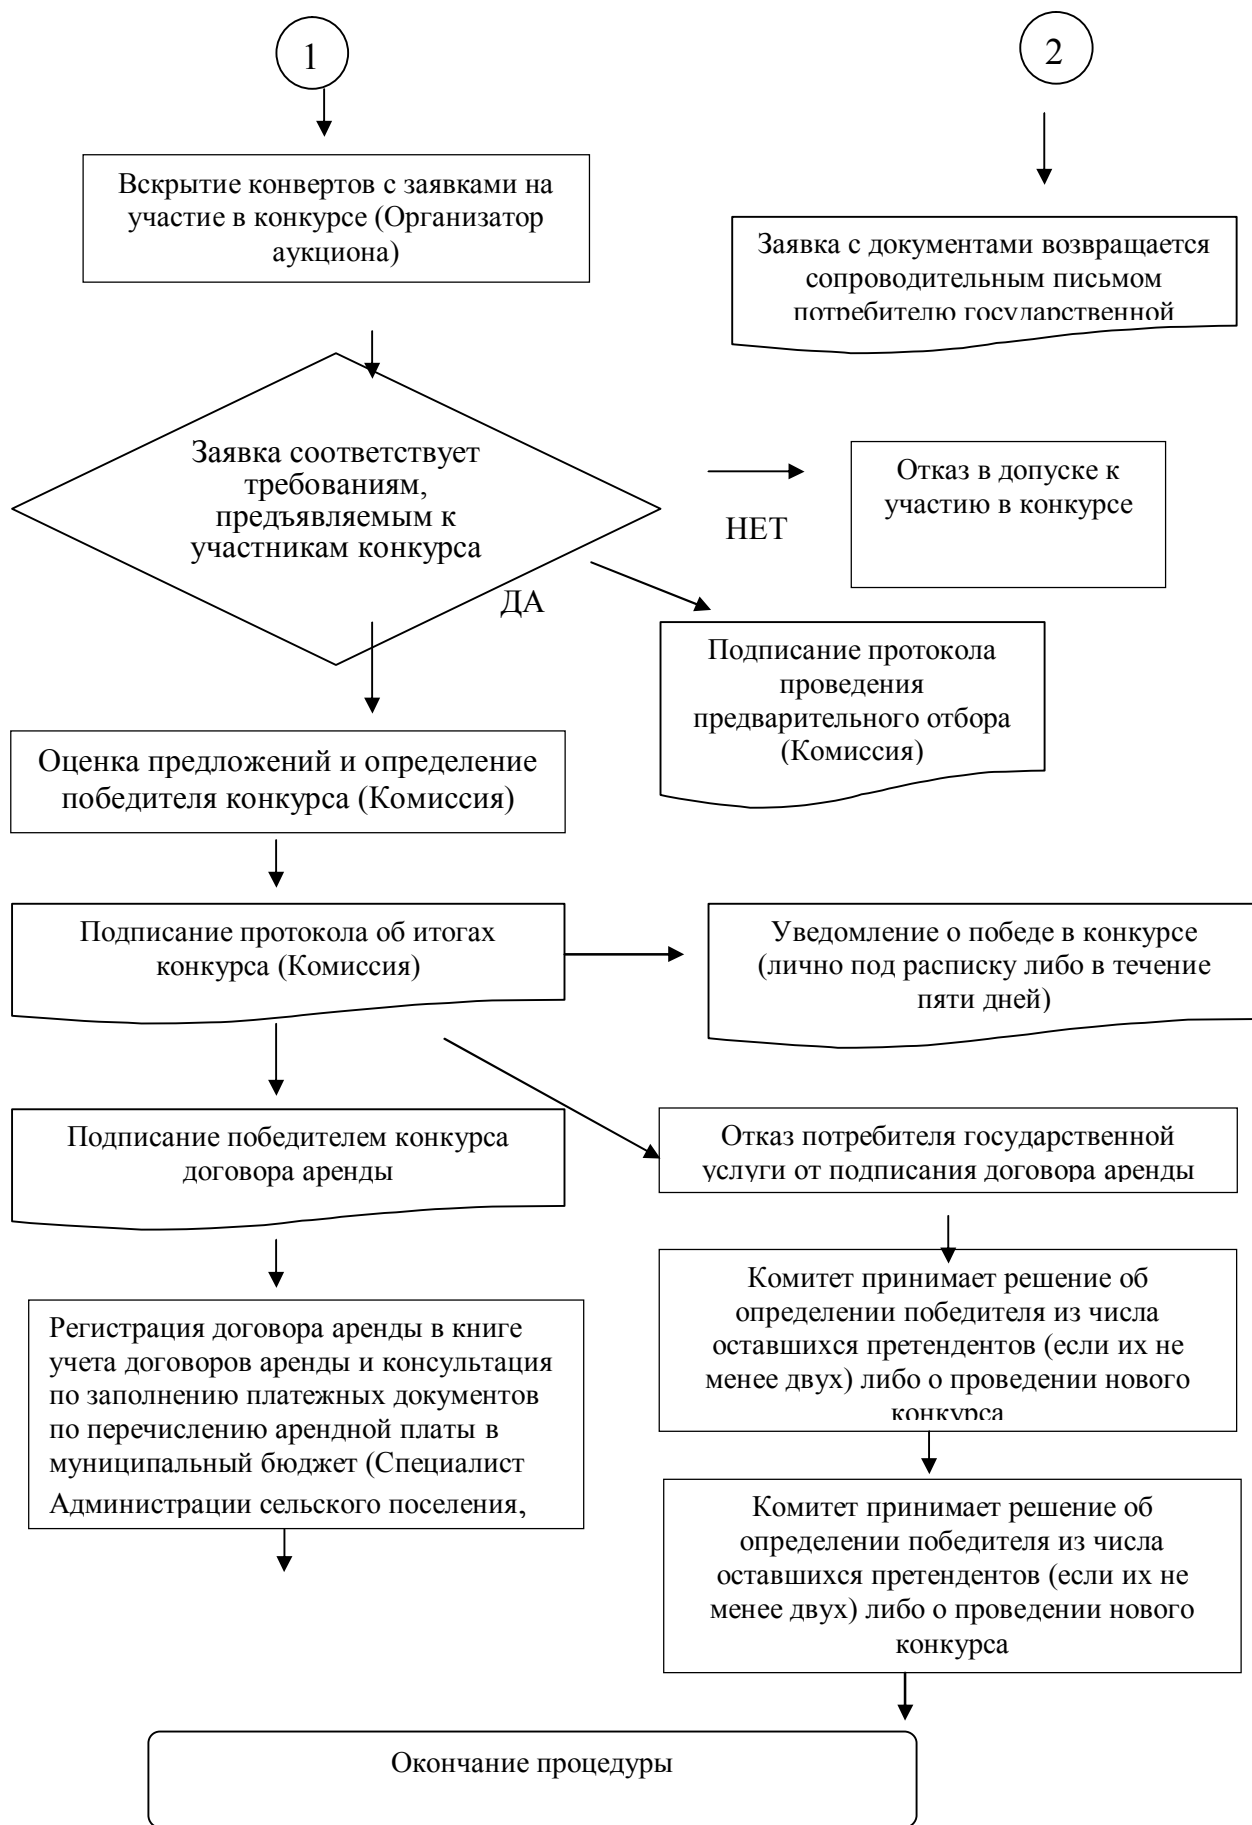 1
2
Вскрытие конвертов с заявками на
участие в конкурсе (Организатор
аукциона)
Заявка с документами возвращается
сопроводительным письмом
потребителю государственной
Заявка соответствует
требованиям,
предъявляемым к
участникам конкурса
НЕТ
Отказ в допуске к
участию в конкурсе
ДА
Подписание протокола
проведения
предварительного отбора
(Комиссия)
Оценка предложений и определение
победителя конкурса (Комиссия)
Подписание протокола об итогах
конкурса (Комиссия)
Уведомление о победе в конкурсе
(лично под расписку либо в течение
пяти дней)
Подписание победителем конкурса
договора аренды
Отказ потребителя государственной
услуги от подписания договора аренды
Комитет принимает решение об
определении победителя из числа
оставшихся претендентов (если их не
менее двух) либо о проведении нового
конкурса
Регистрация договора аренды в книге
учета договоров аренды и консультация
по заполнению платежных документов
по перечислению арендной платы в
муниципальный бюджет (Специалист
Администрации сельского поселения,
Комитет принимает решение об
определении победителя из числа
оставшихся претендентов (если их не
менее двух) либо о проведении нового
конкурса
Окончание процедуры